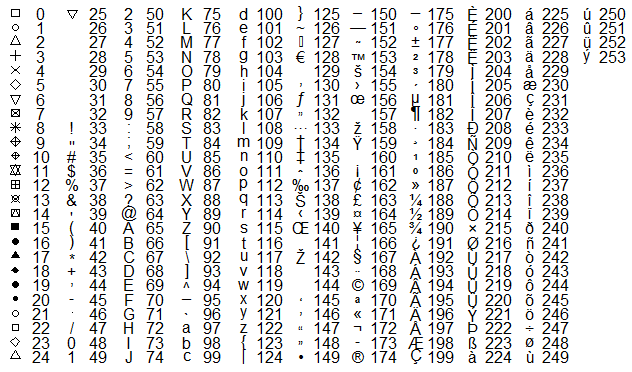 □ 0 ▽ 25 2 50 K 75 d 100 } 125 – 150 ¯ 175 È 200 á 225 ú 250
○ 1 26 3 51 L 76 e 101 ~ 126 — 151 ° 176 É 201 â 226 û 251
△ 2 27 4 52 M 77 f 102 ▯ 127 ˜ 152 ± 177 Ê 202 ã 227 ü 252
+ 3 28 5 53 N 78 g 103 € 128 ™ 153 ² 178 Ë 203 ä 228 ý 253
× 4 29 6 54 O 79 h 104 129 š 154 ³ 179 Ì 204 å 229
◇ 5 30 7 55 P 80 i 105 ‚ 130 › 155 ´ 180 Í 205 æ 230
▽ 6 31 8 56 Q 81 j 106 ƒ 131 œ 156 µ 181 Î 206 ç 231
⊠ 7 32 9 57 R 82 k 107 „ 132 157 ¶ 182 Ï 207 è 232
✳ 8 ! 33 : 58 S 83 l 108 … 133 ž 158 · 183 Ð 208 é 233
9 " 34 ; 59 T 84 m 109 † 134 Ÿ 159 ¸ 184 Ñ 209 ê 234
⊕ 10 # 35 < 60 U 85 n 110 ‡ 135 160 ¹ 185 Ò 210 ë 235
✡ 11 $ 36 = 61 V 86 o 111 ˆ 136 ¡ 161 º 186 Ó 211 ì 236
⊞ 12 % 37 > 62 W 87 p 112 ‰ 137 ¢ 162 » 187 Ô 212 í 237
⊗ 13 & 38 ? 63 X 88 q 113 Š 138 £ 163 ¼ 188 Õ 213 î 238
14 ' 39 @ 64 Y 89 r 114 ‹ 139 ¤ 164 ½ 189 Ö 214 ï 239
■ 15 ( 40 A 65 Z 90 s 115 Œ 140 ¥ 165 ¾ 190 × 215 ð 240
● 16 ) 41 B 66 [ 91 t 116 141 ¦ 166 ¿ 191 Ø 216 ñ 241
▲ 17 * 42 C 67 \ 92 u 117 Ž 142 § 167 À 192 Ù 217 ò 242
◆ 18 + 43 D 68 ] 93 v 118 143 ¨ 168 Á 193 Ú 218 ó 243
● 19 , 44 E 69 ^ 94 w 119 144 © 169 Â 194 Û 219 ô 244
• 20 - 45 F 70 _ 95 x 120 ‘ 145 ª 170 Ã 195 Ü 220 õ 245
○ 21 . 46 G 71 ` 96 y 121 ’ 146 « 171 Ä 196 Ý 221 ö 246
□ 22 / 47 H 72 a 97 z 122 “ 147 ¬ 172 Å 197 Þ 222 ÷ 247
◇ 23 0 48 I 73 b 98 { 123 ” 148 - 173 Æ 198 ß 223 ø 248
△ 24 1 49 J 74 c 99 | 124 • 149 ® 174 Ç 199 à 224 ù 249